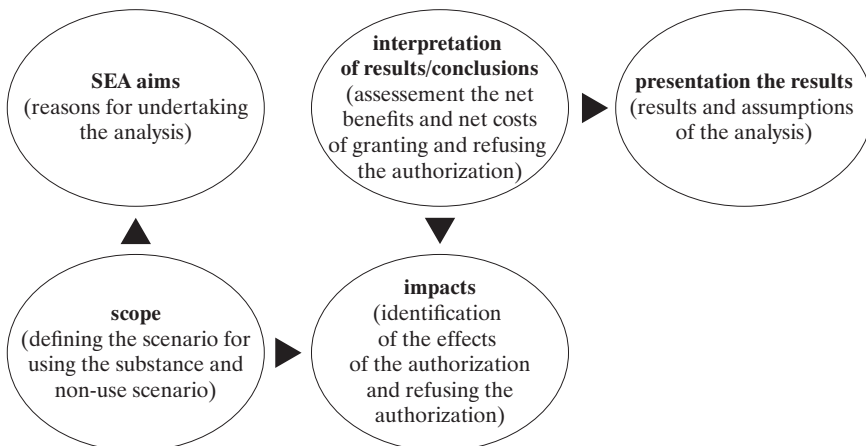 SEA aims
(reasons for undertaking
the analysis)
interpretation
of results/conclusions
(assessement the net
benefits and net costs
of granting and refusing
the authorization)
presentation the results
(results and assumptions
of the analysis)
scope
(defining the scenario for
using the substance and
non-use scenario)
impacts
(identification
of the effects
of the authorization
and refusing the
authorization)